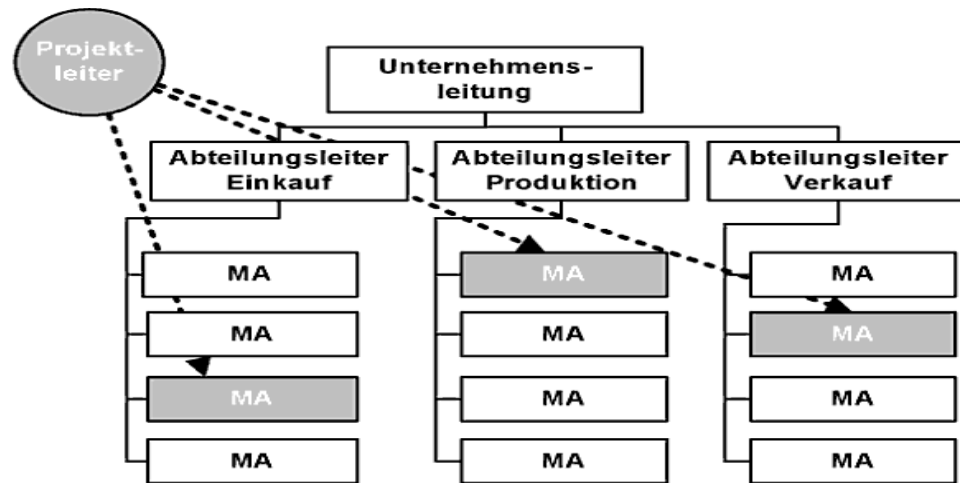 Projekt-
leiter
Unternehmens-
leitung
Abteilungsleiter
Einkauf
Abteilungsleiter
Produktion
Abteilungsleiter
Verkauf
MA
MA
MA
MA
MA
MA
MA
MA
MA
MA
MA
MA